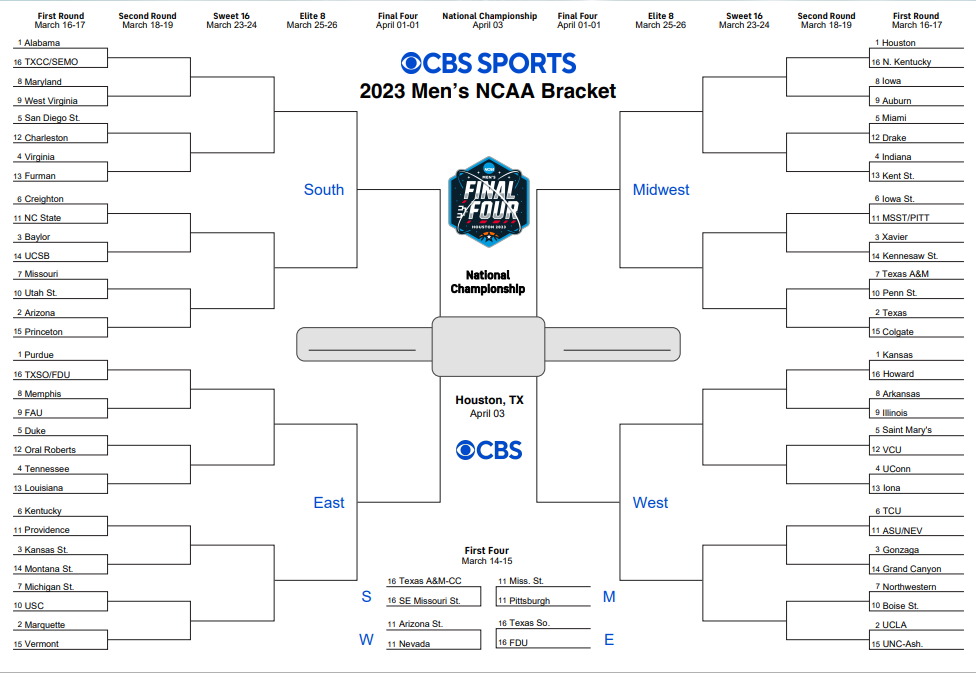 First Round Second Round Sweet 16 Elite 8 Final Four National Championship Final Four Elite 8 Sweet 16 Second Round First Round
March 16-17 March 18-19 March 23-24 March 25-26 April 01-01 April 03 April 01-01 March 25-26 March 23-24 March 18-19 March 16-17
CBS SPORTS
2023 Men's NCAA Bracket
1 Alabama
16 TXCC/SEMO
8 Maryland
9 West Virginia
5 San Diego St.
12 Charleston
4 Virginia
13 Furman
South
6 Creighton
11 NC State
3 Baylor
14 UCSB
7 Missouri
10 Utah St.
2 Arizona
15 Princeton
1 Purdue
16 TXSO/FDU
8 Memphis
9 FAU
5 Duke
12 Oral Roberts
4 Tennessee
13 Louisiana
East
6 Kentucky
11 Providence
3 Kansas St.
14 Montana St.
7 Michigan St.
10 USC
2 Marquette
15 Vermont
NCAA
MEN'S
FINAL
FOUR
HOUSTON 2023
National
Championship
Houston, TX
April 03
CBS
First Four
March 14-15
S
16 Texas A&M-CC
16 SE Missouri St.
11 Miss. St.
11 Pittsburgh
M
W
11 Arizona St.
11 Nevada
16 Texas So.
16 FDU
E
1 Houston
16 N. Kentucky
8 Iowa
9 Auburn
5 Miami
12 Drake
4 Indiana
13 Kent St.
Midwest
6 Iowa St.
11 MSST/PITT
3 Xavier
14 Kennesaw St.
7 Texas A&M
10 Penn St.
2 Texas
15 Colgate
1 Kansas
16 Howard
8 Arkansas
9 Illinois
5 Saint Mary's
12 VCU
4 UConn
13 Iona
West
6 TCU
11 ASU/NEV
3 Gonzaga
14 Grand Canyon
7 Northwestern
10 Boise St.
2 UCLA
15 UNC-Ash.